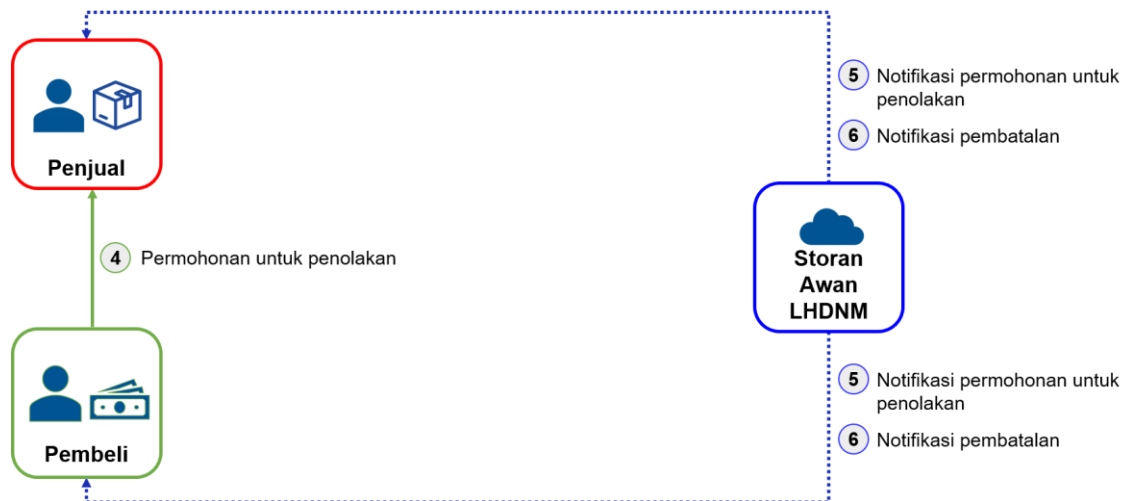 5 Notifikasi permohonan untuk
penolakan
6 Notifikasi pembatalan
Penjual
4 Permohonan untuk penolakan
Storan
Awan
LHDNM
5 Notifikasi permohonan untuk
penolakan
6 Notifikasi pembatalan
Pembeli